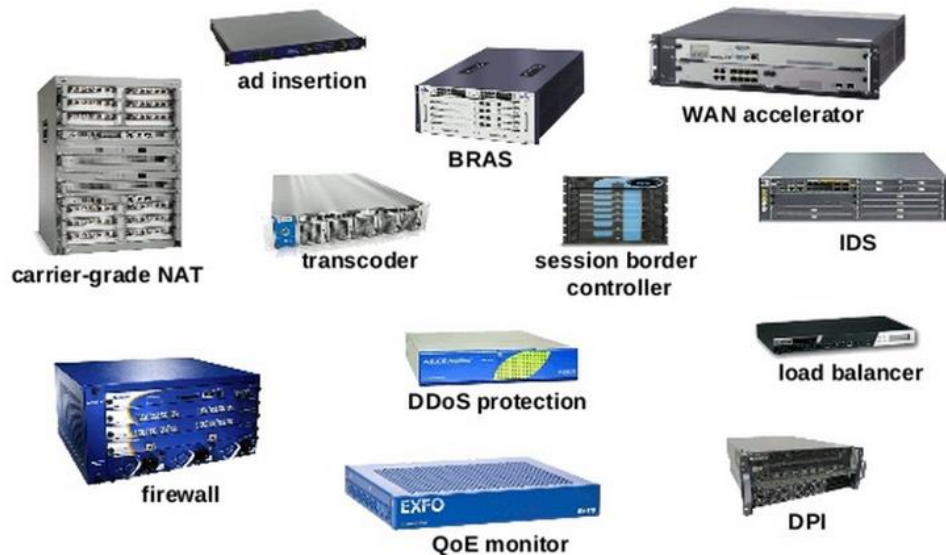 ad insertion
WAN accelerator
BRAS
carrier-grade NAT
transcoder
session border
controller
IDS
DDoS protection
load balancer
firewall
EXFO
QoE monitor
DPI